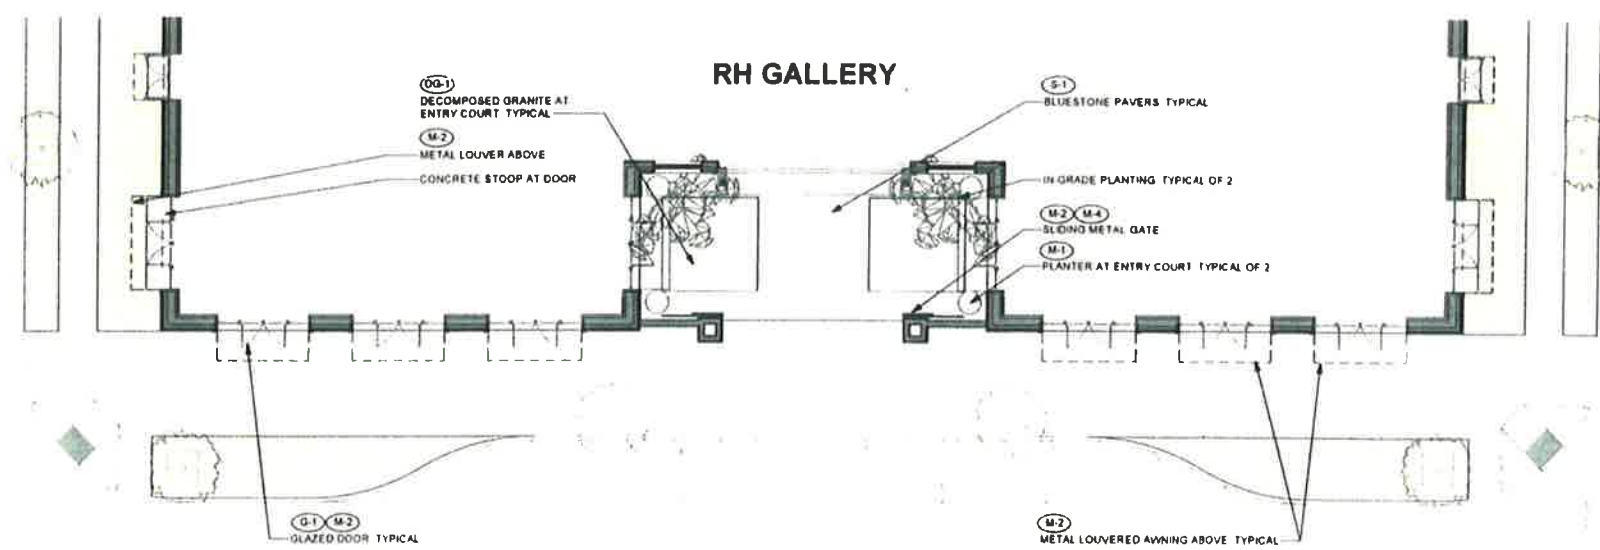 RH GALLERY
DG-1
DECOMPOSED GRANITE AT
ENTRY COURT TYPICAL
M-2
METAL LOUVER ABOVE
CONCRETE STOOP AT DOOR
S-1
BLUESTONE PAVERS TYPICAL
IN-GRADE PLANTING TYPICAL OF 2
M-2 M-4
SLIDING METAL GATE
M-1
PLANTER AT ENTRY COURT TYPICAL OF 2
G-1 M-2
GLAZED DOOR TYPICAL
M-2
METAL LOUVERED AWNING ABOVE TYPICAL